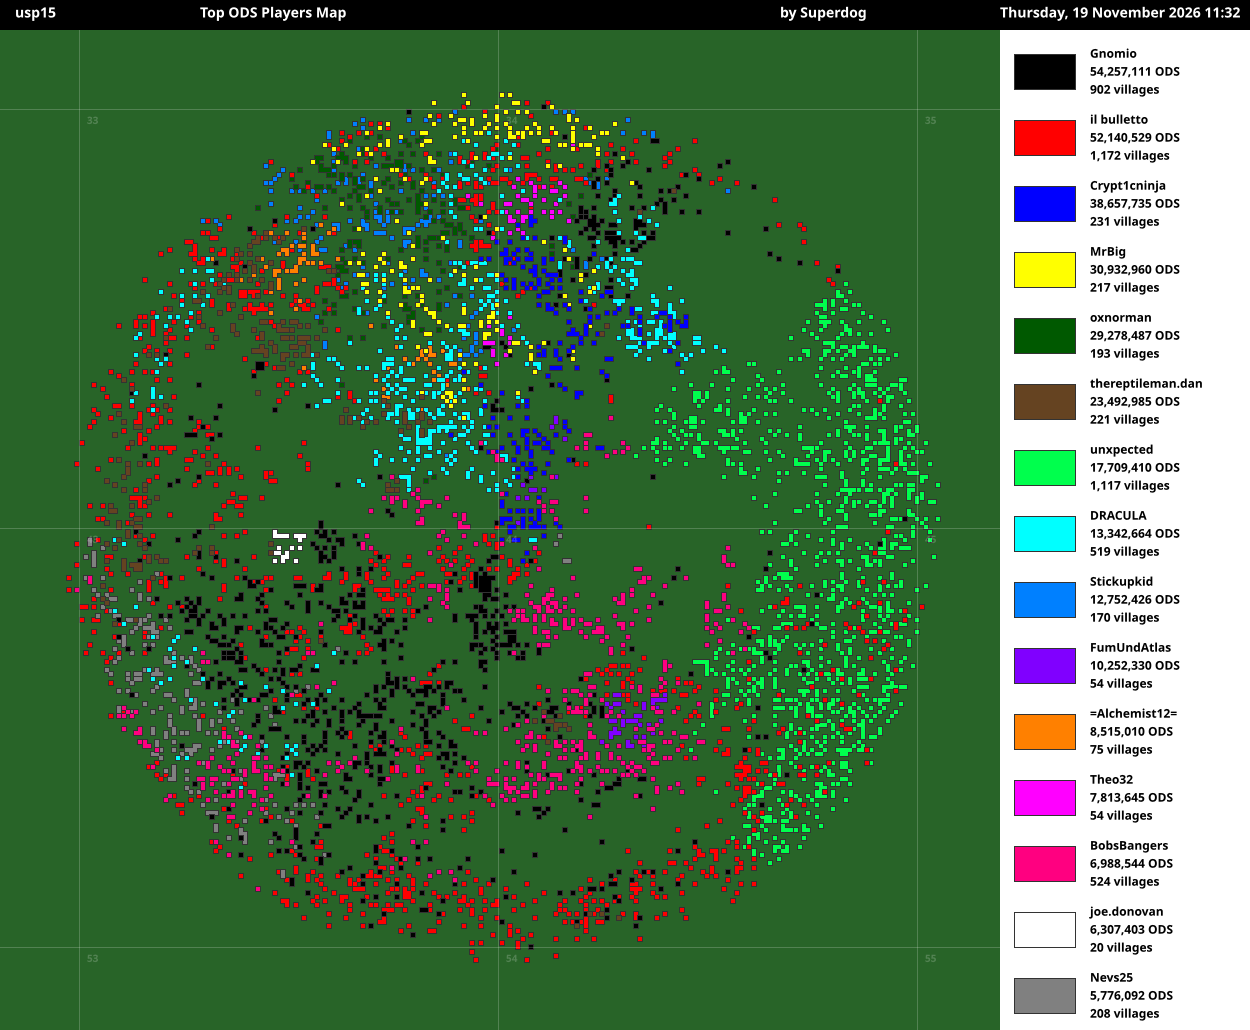 usp15 Top ODS Players Map by Superdog Thursday, 19 November 2026 11:32
33
34
35
53
54
55
Gnomio
54,257,111 ODS
902 villages
il bulletto
52,140,529 ODS
1,172 villages
Crypt1cninja
38,657,735 ODS
231 villages
MrBig
30,932,960 ODS
217 villages
oxnorman
29,278,487 ODS
193 villages
thereptileman.dan
23,492,985 ODS
221 villages
unxpected
17,709,410 ODS
1,117 villages
DRACULA
13,342,664 ODS
519 villages
Stickupkid
12,752,426 ODS
170 villages
FumUndAtlas
10,252,330 ODS
54 villages
=Alchemist12=
8,515,010 ODS
75 villages
Theo32
7,813,645 ODS
54 villages
BobsBangers
6,988,544 ODS
524 villages
joe.donovan
6,307,403 ODS
20 villages
Nevs25
5,776,092 ODS
208 villages